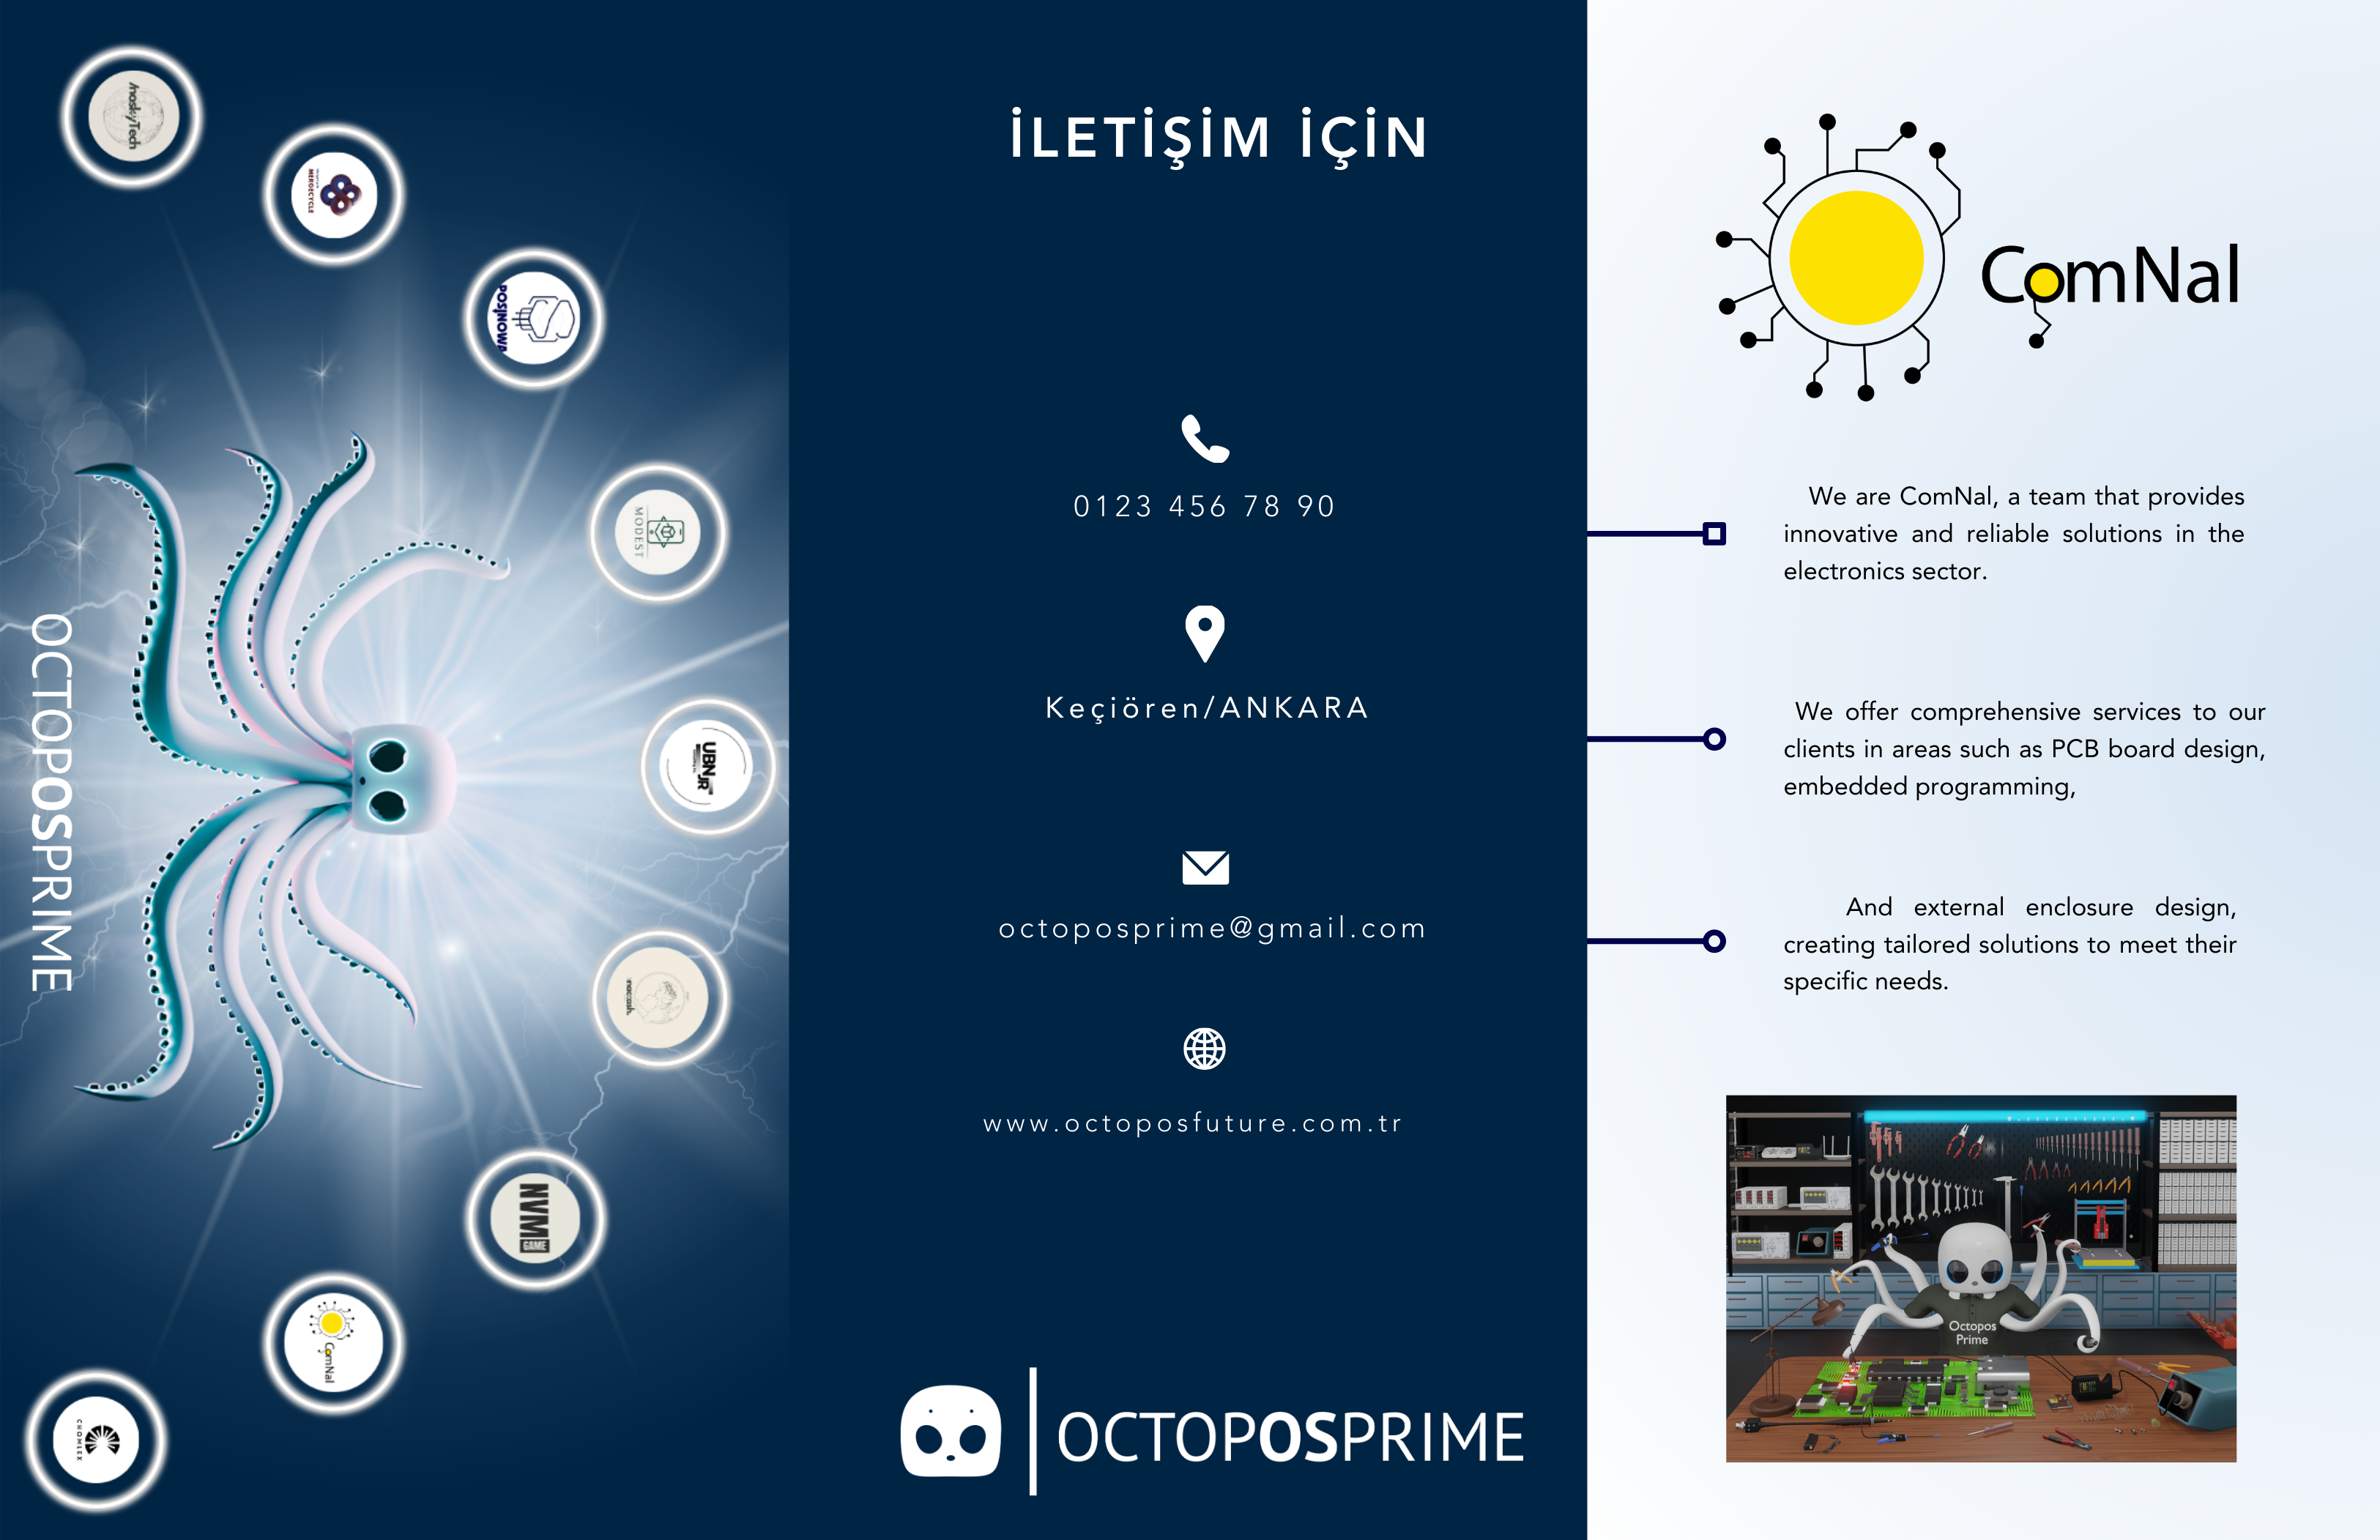 InoskyTech
MERGECYCLE
POSINOWA
MODEST
UBN
JR
NVM
GAME
ComNal
CHOMLEX
OCTOPOSPRIME
İLETİŞİM İÇİN
0123 456 78 90
Keçiören/ANKARA
octoposprime@gmail.com
www.octoposfuture.com.tr
OCTOPOSPRIME
ComNal
We are ComNal, a team that provides
innovative and reliable solutions in the
electronics sector.
We offer comprehensive services to our
clients in areas such as PCB board design,
embedded programming,
And external enclosure design,
creating tailored solutions to meet their
specific needs.
Octopos
Prime